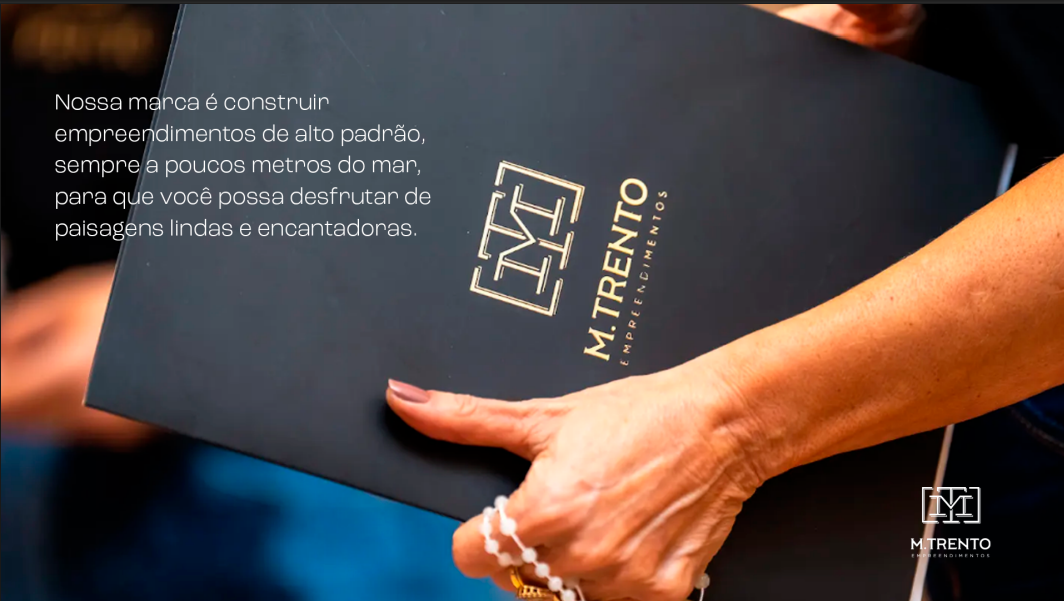 Nossa marca é construir
empreendimentos de alto padrão,
sempre a poucos metros do mar,
para que você possa desfrutar de
paisagens lindas e encantadoras.
M.TRENTO
EMPREENDIMENTOS
M.TRENTO
EMPREENDIMENTOS